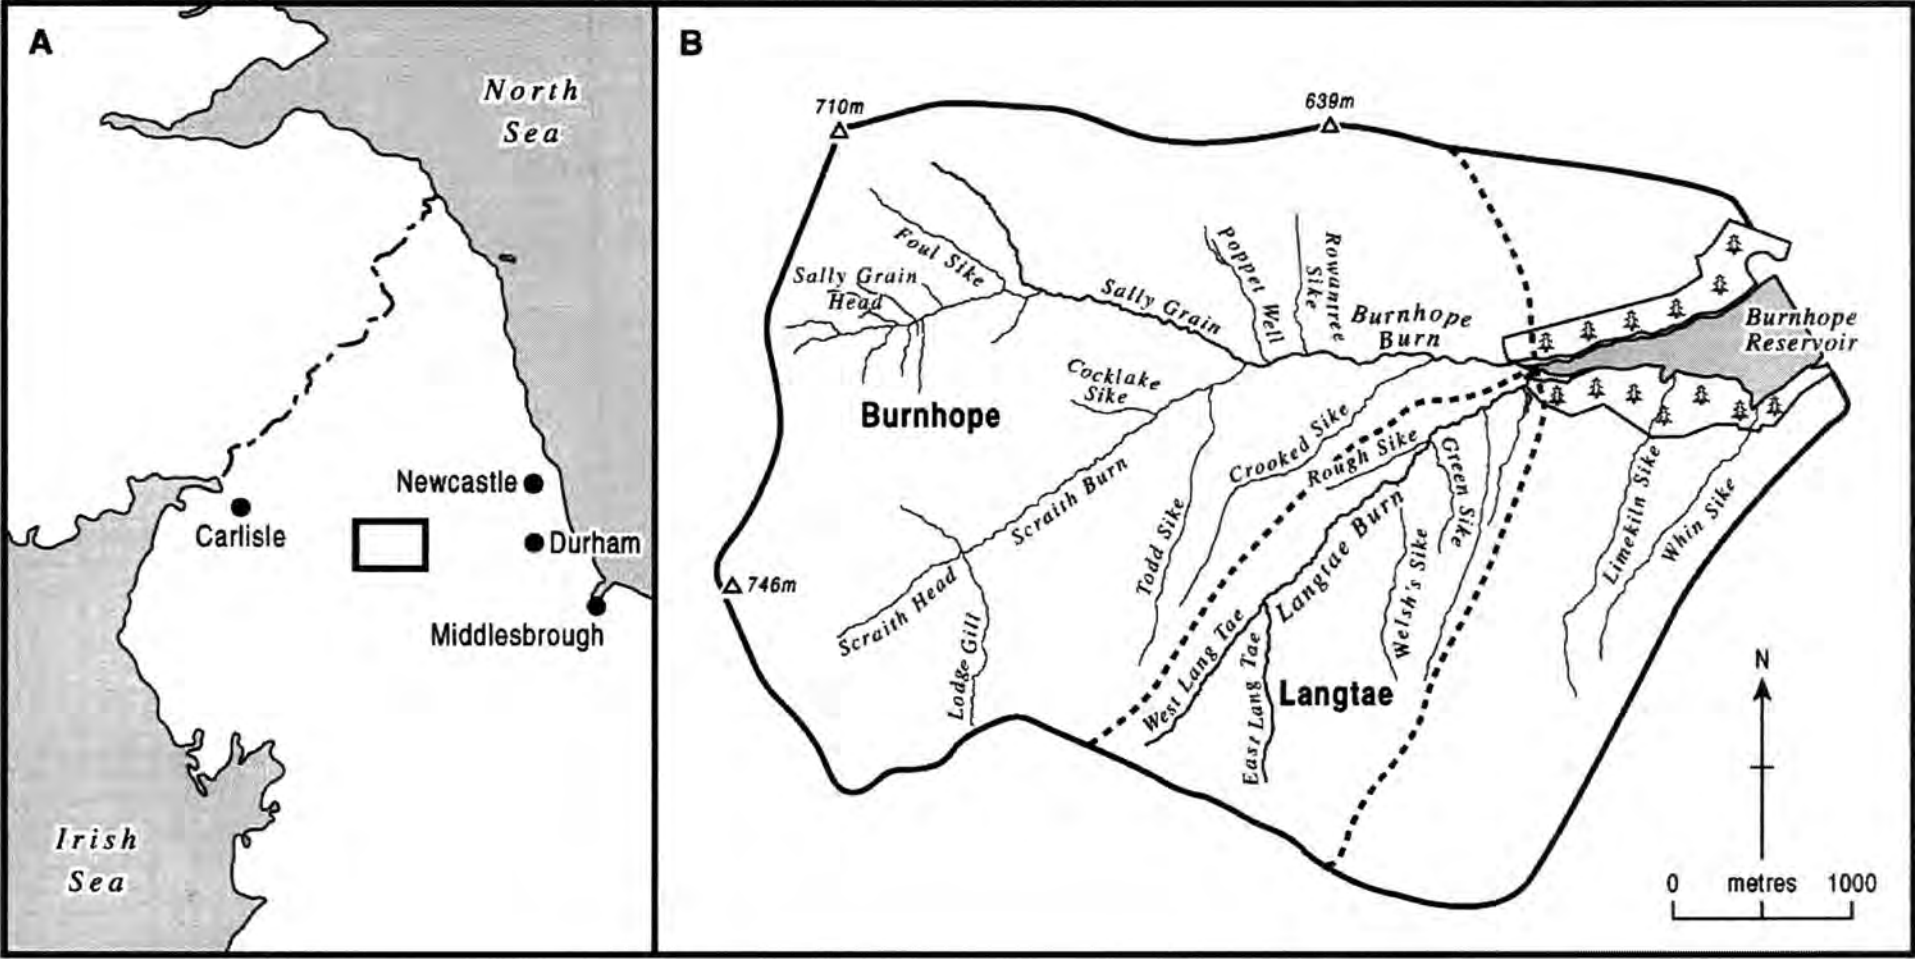 A
North
Sea
Newcastle
Carlisle
Durham
Middlesbrough
Irish
Sea
B
710m
639m
Foul Sike
Sally Grain
Head
Sally Grain
Poppet Well
Rowantree
Sike
Burnhope
Burn
Burnhope
Reservoir
Cocklake
Sike
Burnhope
Crooked Sike
Rough Sike
Green Sike
Scraith Burn
Todd Sike
Langtae Burn
Welsh's Sike
Limekiln Sike
Whin Sike
746m
Scraith Head
Lodge Gill
West Lang Tae
East Lang Tae
Langtae
N
0 metres 1000